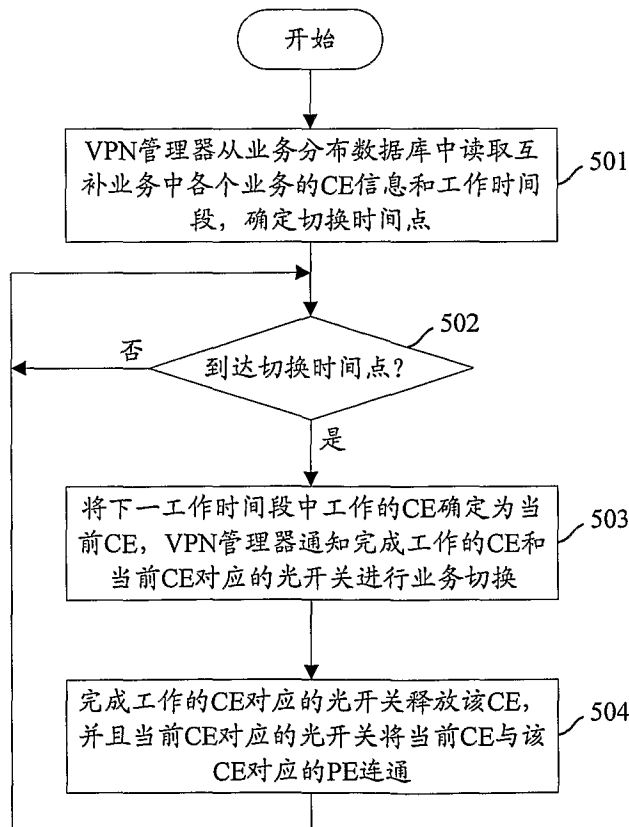 开始
VPN管理器从业务分布数据库中读取互
补业务中各个业务的CE信息和工作时间
段，确定切换时间点
501
502
否
到达切换时间点？
是
将下一工作时间段中工作的CE确定为当
前CE，VPN管理器通知完成工作的CE和
当前CE对应的光开关进行业务切换
503
完成工作的CE对应的光开关释放该CE，
并且当前CE对应的光开关将当前CE与该
CE对应的PE连通
504